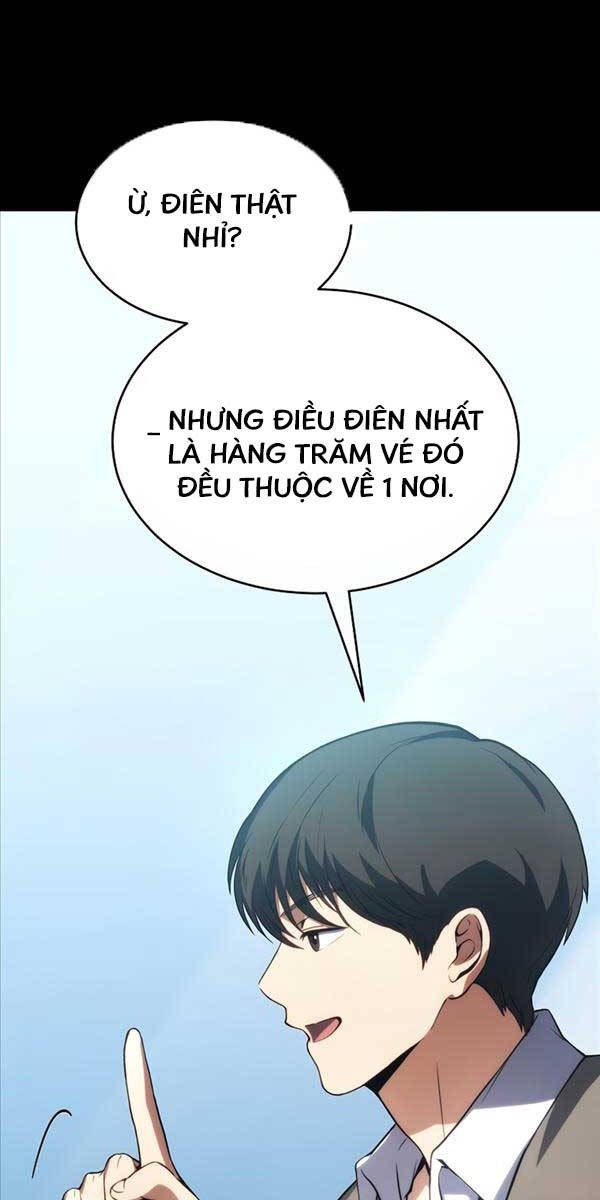 Ừ, ĐIÊN THẬT
NHỈ?
_ NHƯNG ĐIỀU ĐIÊN NHẤT
LÀ HÀNG TRĂM VÉ ĐÓ
ĐỀU THUỘC VỀ 1 NƠI.